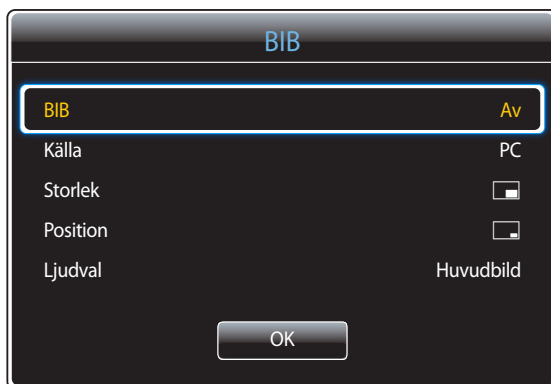 BIB
BIB Av
Källa PC
Storlek
Position
Ljudval Huvudbild
OK